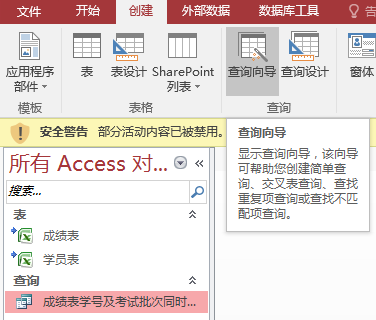 文件 开始 创建 外部数据 数据库工具 告
应用程序 部件 表 表设计 SharePoint 列表 查询向导 查询设计 窗体
模板 表格 查询
安全警告 部分活动内容已被禁用。
查询向导
显示查询向导，该向导
可帮助您创建简单查
询、交叉表查询、查找
重复项查询或查找不匹
配项查询。
所有 Access 对...
搜索...
表
成绩表
学员表
查询
成绩表学号及考试批次同时...